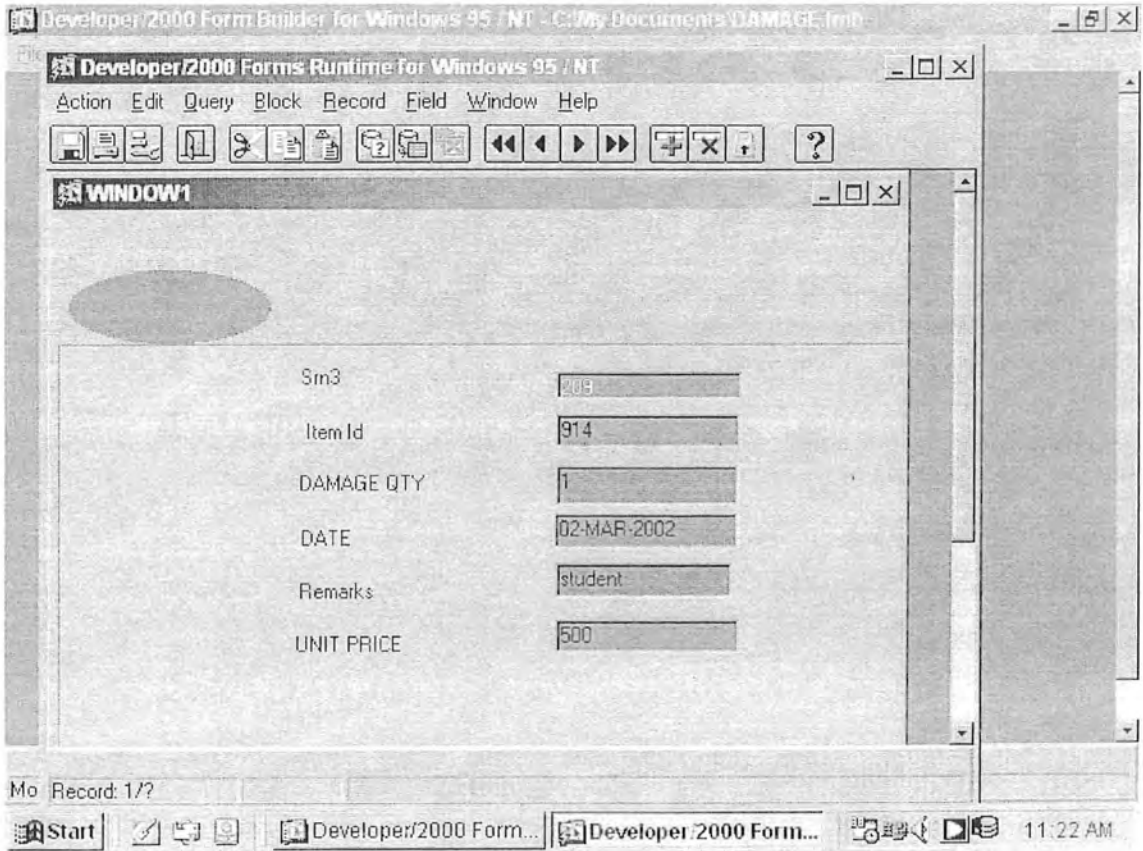 Developer/2000 Form Builder for Windows 95 / NT - C:\My Documents\DAMAGE.fmb
Developer/2000 Forms Runtime for Windows 95 / NT
Action Edit Query Block Record Field Window Help
WINDOW1
Srn3 209
Item Id 914
DAMAGE QTY 1
DATE 02-MAR-2002
Remarks student
UNIT PRICE 500
Mo Record: 1/?
Start Developer/2000 Form... Developer/2000 Form... 11:22 AM